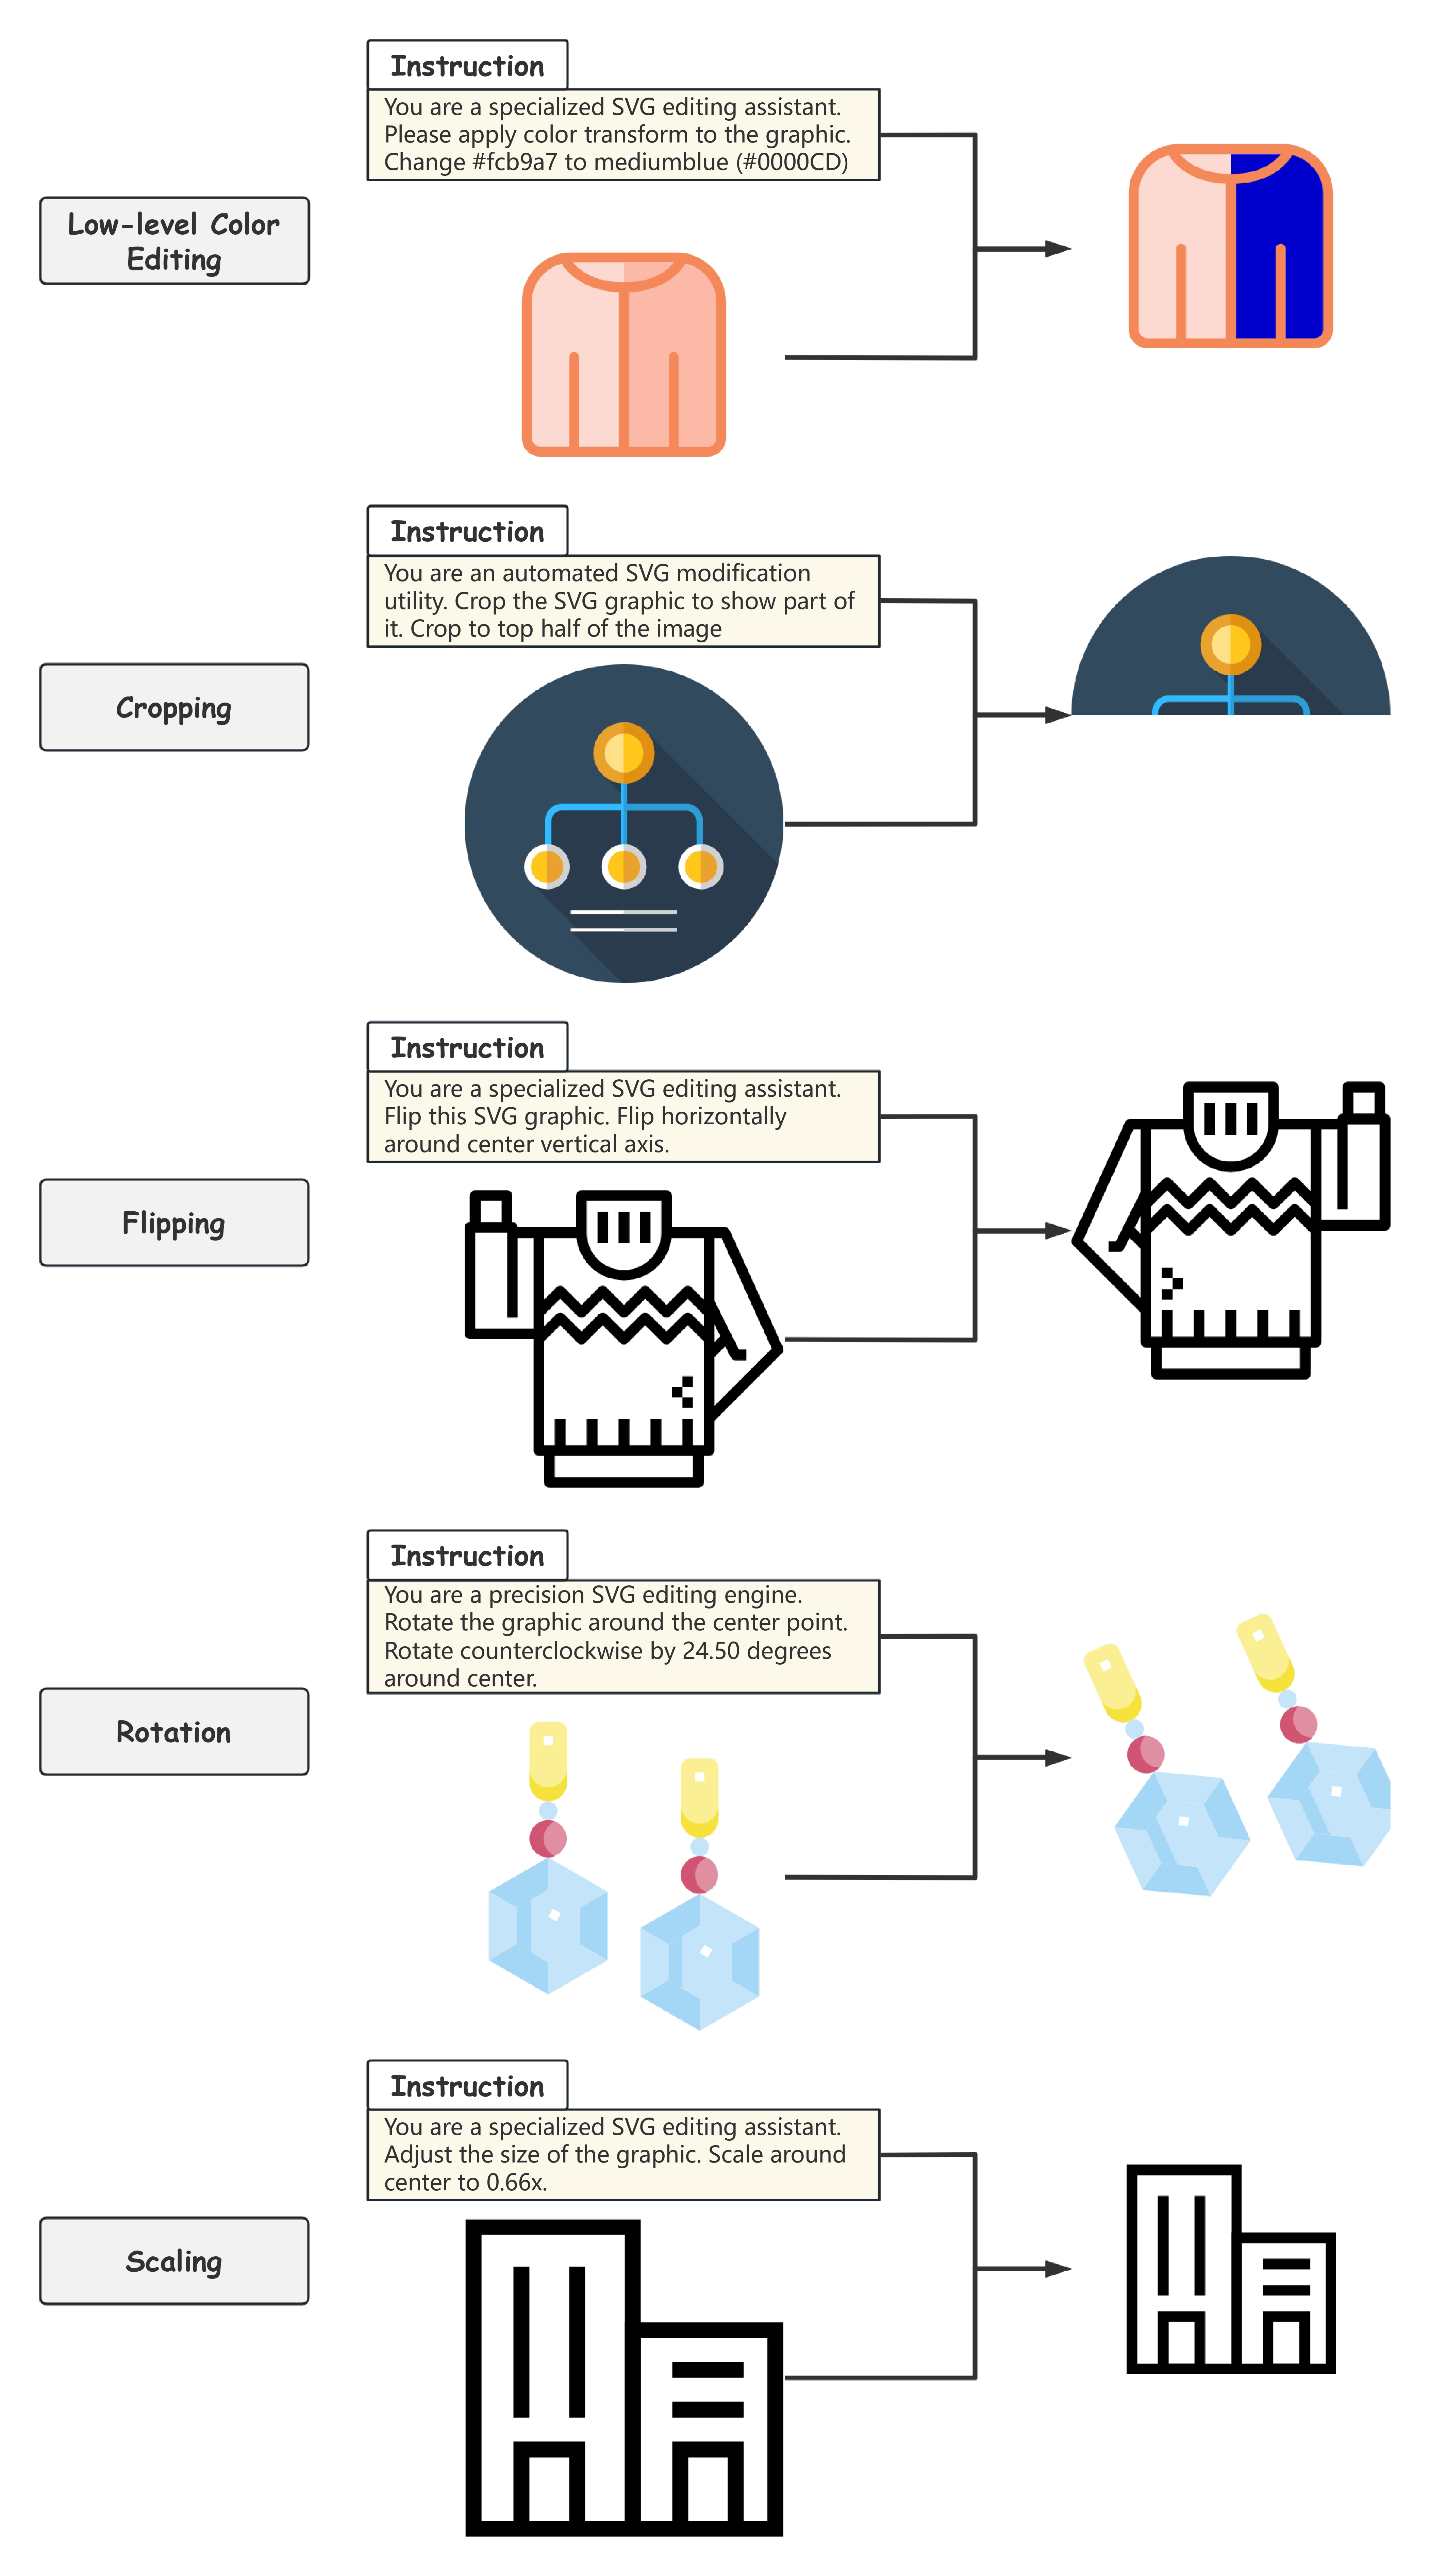 Instruction
You are a specialized SVG editing assistant.
Please apply color transform to the graphic.
Change #fcb9a7 to mediumblue (#0000CD)
Low-level Color
Editing
Instruction
You are an automated SVG modification
utility. Crop the SVG graphic to show part of
it. Crop to top half of the image
Cropping
Instruction
You are a specialized SVG editing assistant.
Flip this SVG graphic. Flip horizontally
around center vertical axis.
Flipping
Instruction
You are a precision SVG editing engine.
Rotate the graphic around the center point.
Rotate counterclockwise by 24.50 degrees
around center.
Rotation
Instruction
You are a specialized SVG editing assistant.
Adjust the size of the graphic. Scale around
center to 0.66x.
Scaling